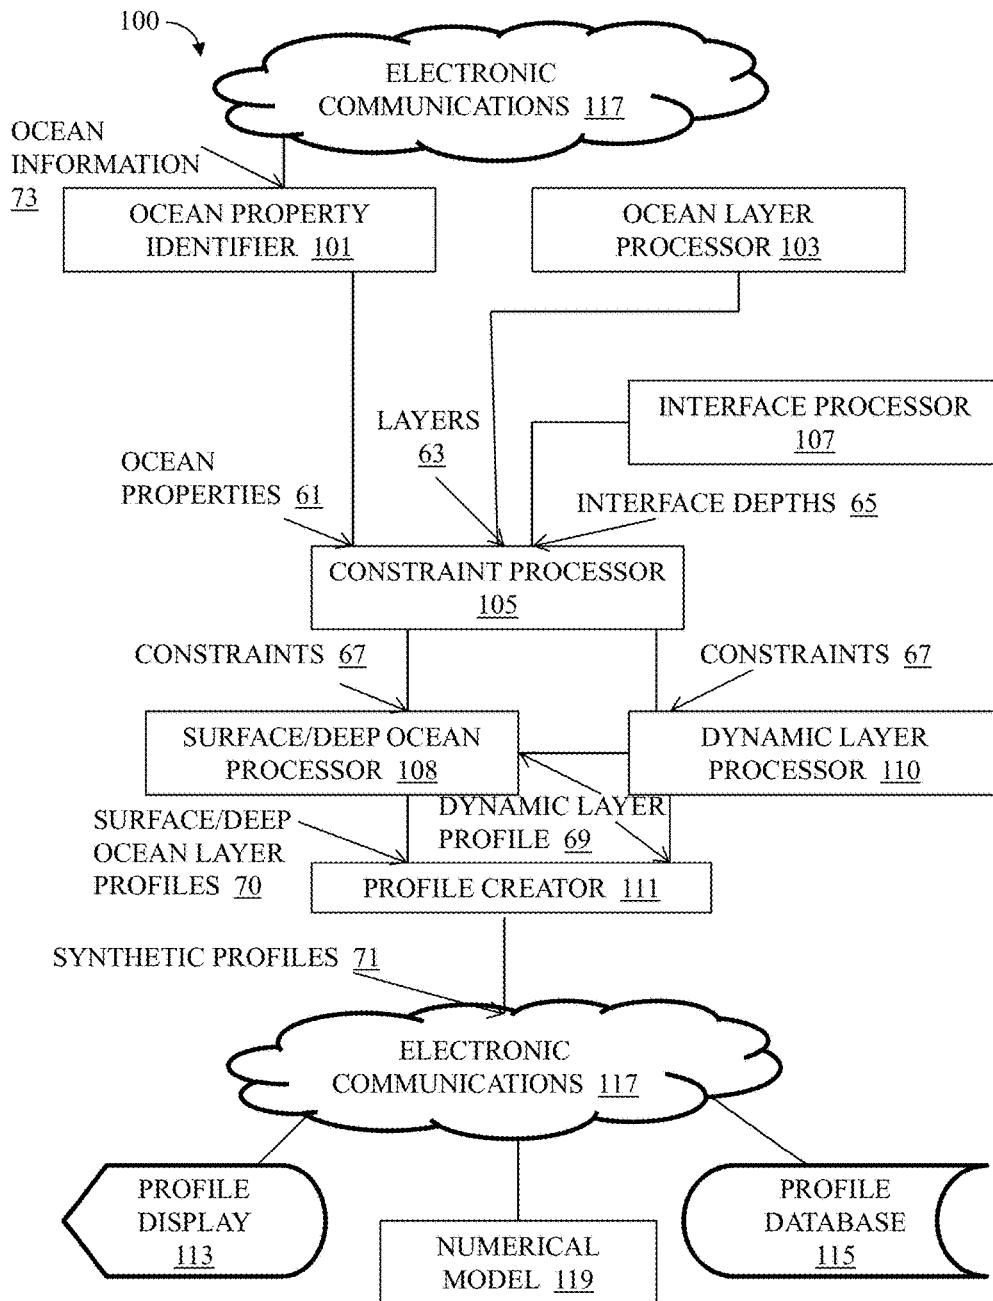 100
ELECTRONIC
COMMUNICATIONS 117
OCEAN
INFORMATION
73
OCEAN PROPERTY
IDENTIFIER 101
OCEAN LAYER
PROCESSOR 103
INTERFACE PROCESSOR
107
LAYERS
63
OCEAN
PROPERTIES 61
INTERFACE DEPTHS 65
CONSTRAINT PROCESSOR
105
CONSTRAINTS 67
CONSTRAINTS 67
SURFACE/DEEP OCEAN
PROCESSOR 108
DYNAMIC LAYER
PROCESSOR 110
SURFACE/DEEP
OCEAN LAYER
PROFILES 70
DYNAMIC LAYER
PROFILE 69
PROFILE CREATOR 111
SYNTHETIC PROFILES 71
ELECTRONIC
COMMUNICATIONS 117
PROFILE
DISPLAY
113
NUMERICAL
MODEL 119
PROFILE
DATABASE
115